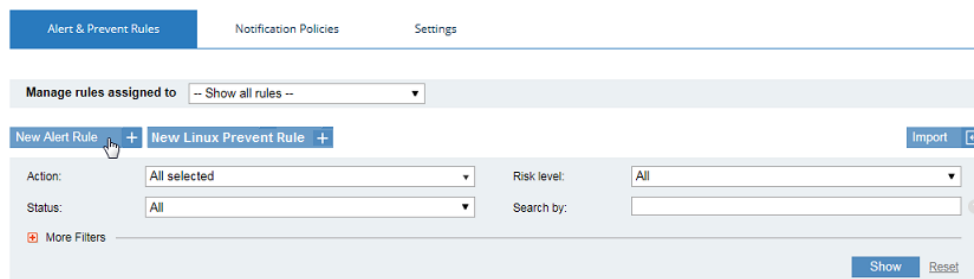 Alert & Prevent Rules Notification Policies Settings
Manage rules assigned to -- Show all rules --
New Alert Rule + New Linux Prevent Rule + Import
Action: All selected Risk level: All
Status: All Search by:
More Filters
Show Reset